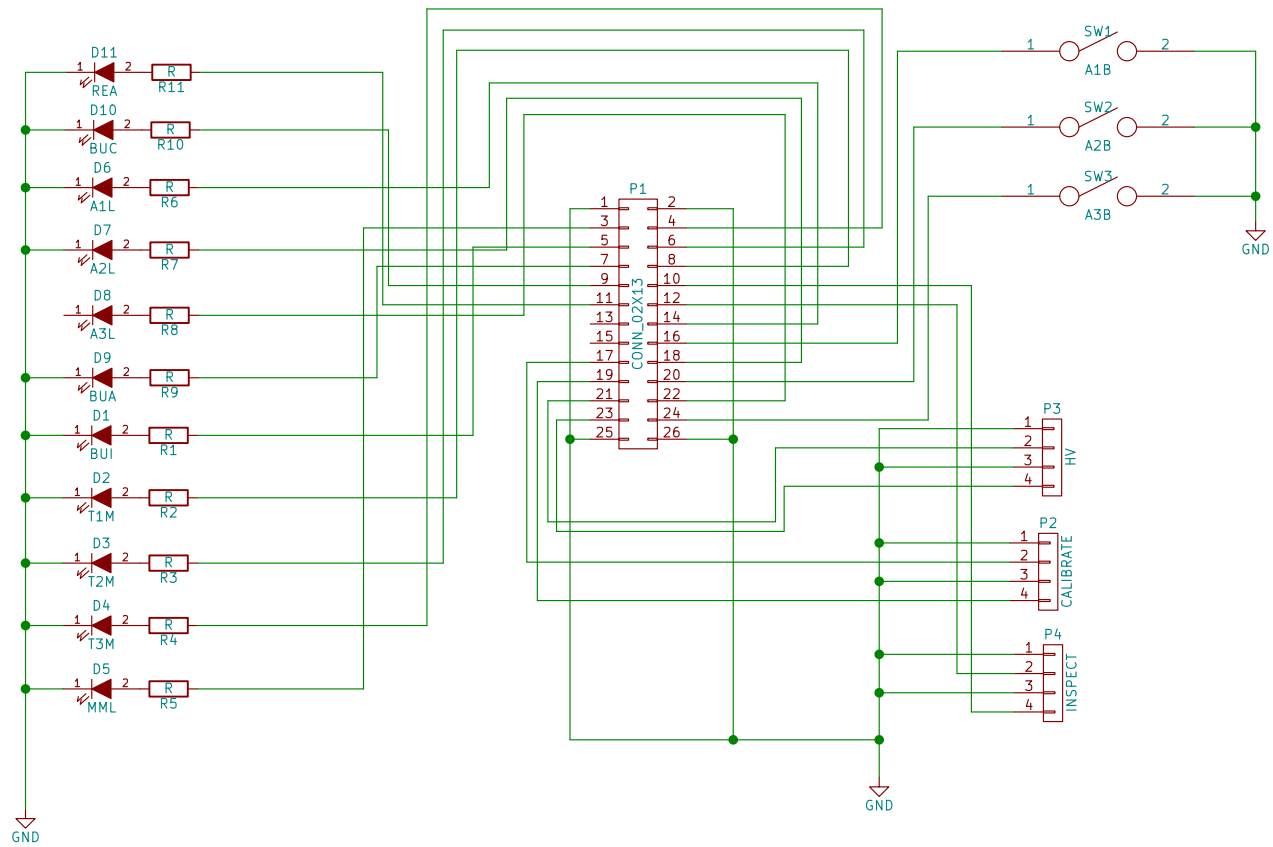 D11
1 2 R
REA R11
D10
1 2 R
BUC R10
D6
1 2 R
A1L R6
D7
1 2 R
A2L R7
D8
1 2 R
A3L R8
D9
1 2 R
BUA R9
D1
1 2 R
BUI R1
D2
1 2 R
T1M R2
D3
1 2 R
T2M R3
D4
1 2 R
T3M R4
D5
1 2 R
MML R5
GND
P1
1 2
3 4
5 6
7 8
9 10
11 12
13 14
15 16
17 18
19 20
21 22
23 24
25 26
CONN_02X13
SW1
1 2
A1B
SW2
1 2
A2B
SW3
1 2
A3B
GND
P3
1
2
3
4
HV
P2
1
2
3
4
CALIBRATE
P4
1
2
3
4
INSPECT
GND